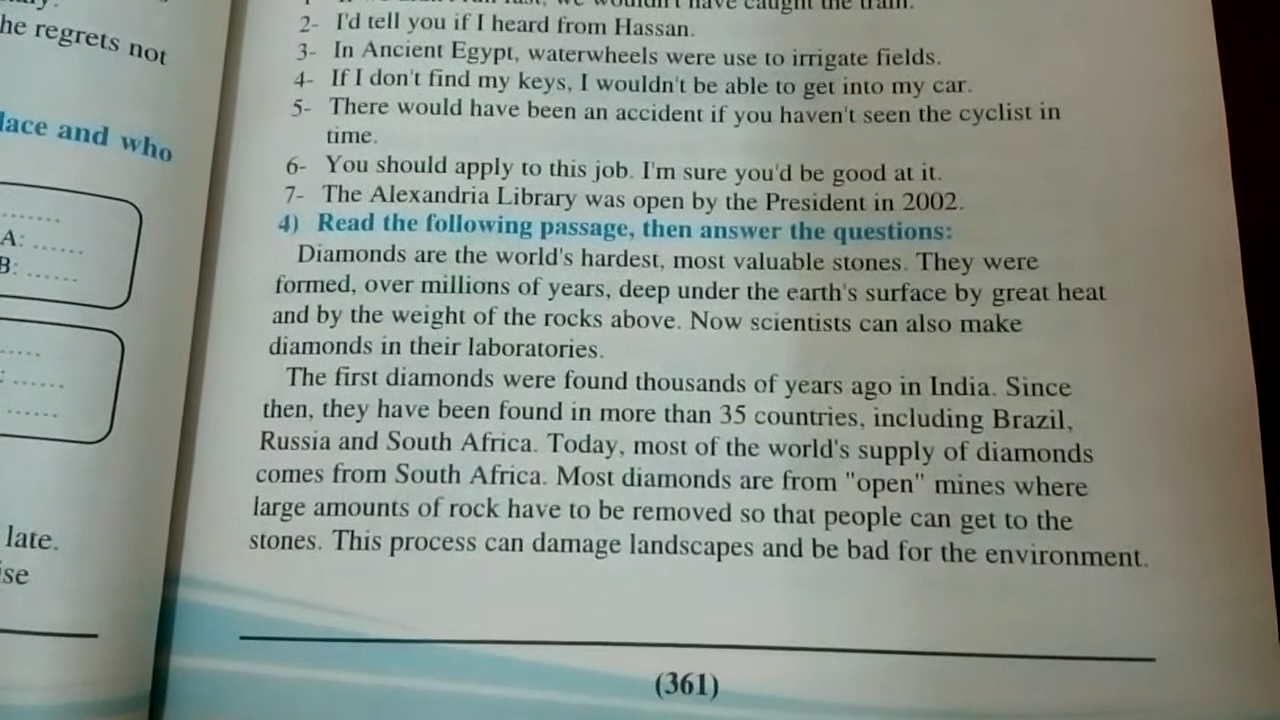 he regrets not
lace and who
A: ......
B: ......
late.
ise
have caught the train.
2- I'd tell you if I heard from Hassan.
3- In Ancient Egypt, waterwheels were use to irrigate fields.
4- If I don't find my keys, I wouldn't be able to get into my car.
5- There would have been an accident if you haven't seen the cyclist in
time.
6- You should apply to this job. I'm sure you'd be good at it.
7- The Alexandria Library was open by the President in 2002.
4) Read the following passage, then answer the questions:
Diamonds are the world's hardest, most valuable stones. They were
formed, over millions of years, deep under the earth's surface by great heat
and by the weight of the rocks above. Now scientists can also make
diamonds in their laboratories.
The first diamonds were found thousands of years ago in India. Since
then, they have been found in more than 35 countries, including Brazil,
Russia and South Africa. Today, most of the world's supply of diamonds
comes from South Africa. Most diamonds are from "open" mines where
large amounts of rock have to be removed so that people can get to the
stones. This process can damage landscapes and be bad for the environment.
(361)